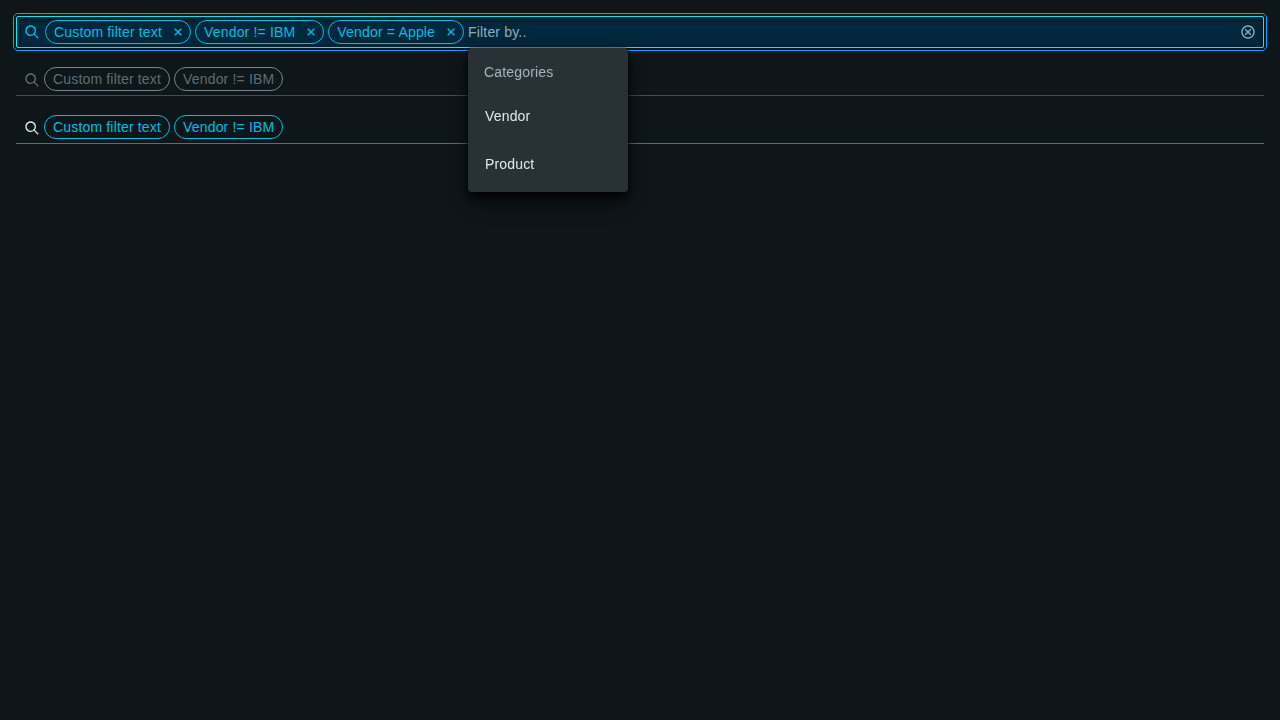 Custom filter text Vendor != IBM Vendor = Apple Filter by..
Categories
Custom filter text Vendor != IBM
Vendor
Custom filter text Vendor != IBM
Product